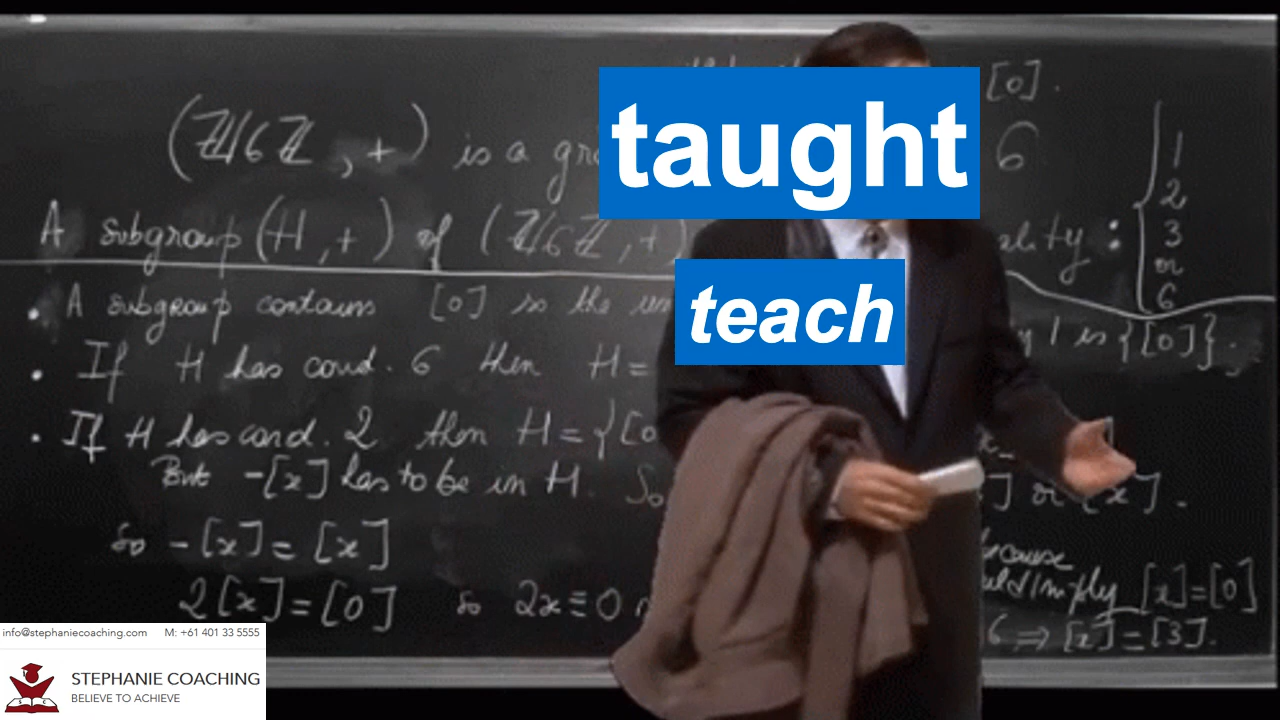 [0].
(ℤ/6ℤ, +) is a 6
A subgroup (H, +) of (ℤ/6ℤ, +) : { 1 2 3 or 6
• A subgroup contains [0] so the 1 is {[0]}.
• If H has card. 6 then H =
• If H has card. 2 then H = {[0
But -[x] has to be in H. So or [x].
so -[x] = [x] because
2[x] = [0] so 2x ≡ 0 imply [x]=[0]
6 ⇒ [x]=[3].
taught
teach
info@stephaniecoaching.com M: +61 401 33 5555
STEPHANIE COACHING
BELIEVE TO ACHIEVE